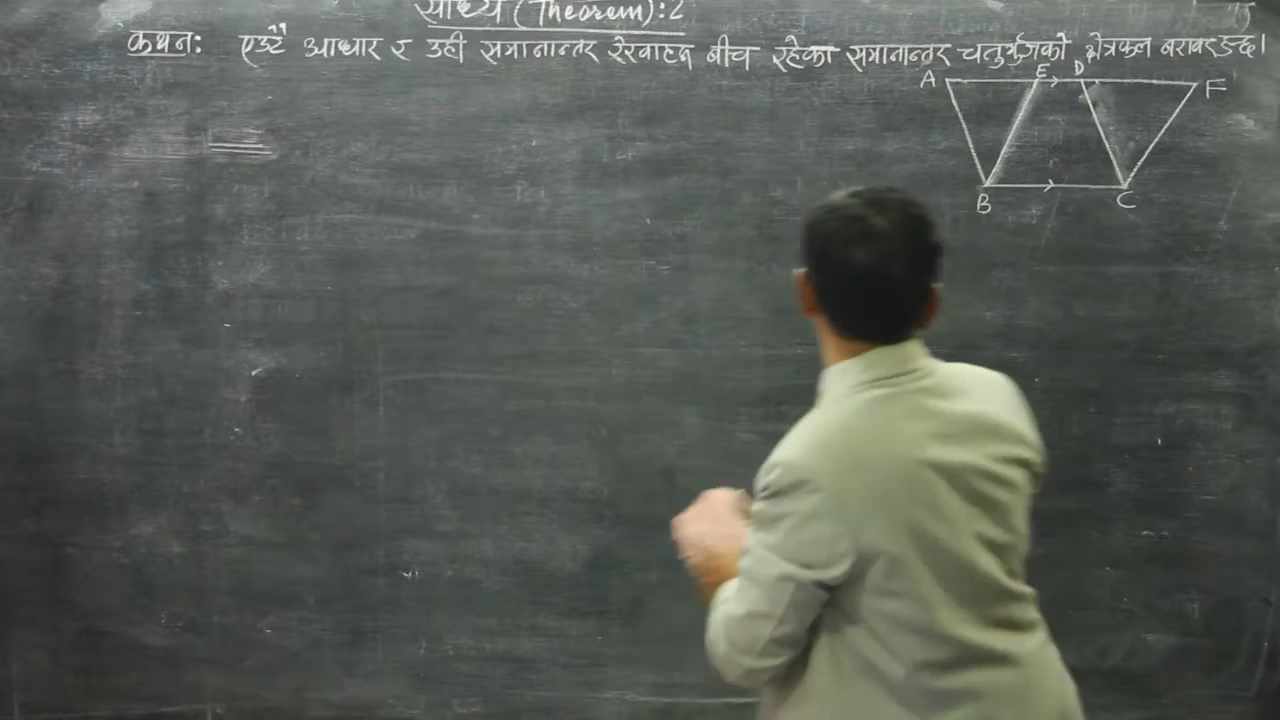 साध्य (Theorem):2
कथन: एउटै आधार र उही समानान्तर रेखाहरू बीच रहेका समानान्तर चतुर्भुजको क्षेत्रफल बराबर हुन्छ।
A E D F
B C